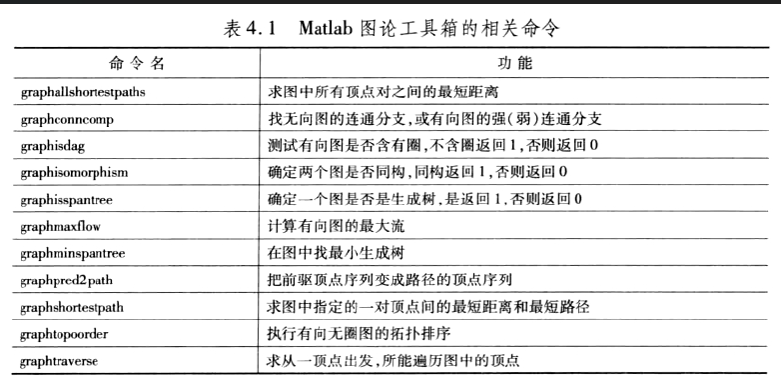 表 4.1 Matlab 图论工具箱的相关命令
命令名 功能
graphallshortestpaths 求图中所有顶点对之间的最短距离
graphconncomp 找无向图的连通分支,或有向图的强(弱)连通分支
graphisdag 测试有向图是否含有圈,不含圈返回1,否则返回0
graphisomorphism 确定两个图是否同构,同构返回1,否则返回0
graphisspantree 确定一个图是否是生成树,是返回1,否则返回0
graphmaxflow 计算有向图的最大流
graphminspantree 在图中找最小生成树
graphpred2path 把前驱顶点序列变成路径的顶点序列
graphshortestpath 求图中指定的一对顶点间的最短距离和最短路径
graphtopoorder 执行有向无圈图的拓扑排序
graphtraverse 求从一顶点出发,所能遍历图中的顶点